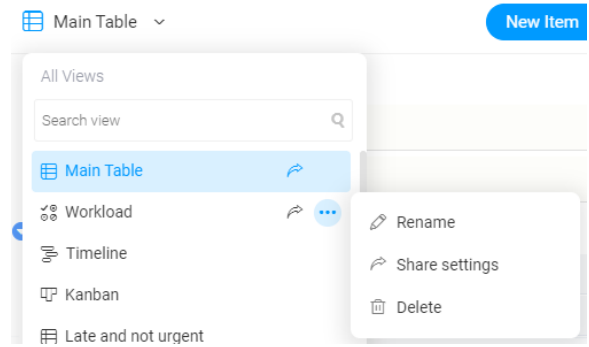 Main Table
New Item
All Views
Search view
Main Table
Workload
Rename
Timeline
Share settings
Kanban
Delete
Late and not urgent